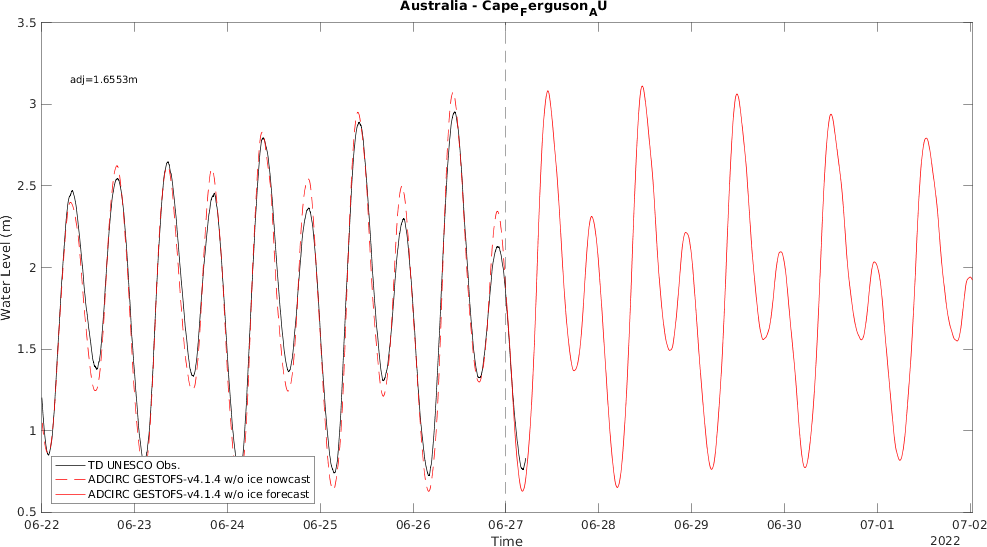 Australia - Cape_Ferguson_AU
3.5
adj=1.6553m
3
2.5
Water Level (m)
2
1.5
1
TD UNESCO Obs.
ADCIRC GESTOFS-v4.1.4 w/o ice nowcast
ADCIRC GESTOFS-v4.1.4 w/o ice forecast
0.5
06-22 06-23 06-24 06-25 06-26 06-27 06-28 06-29 06-30 07-01 07-02
Time 2022